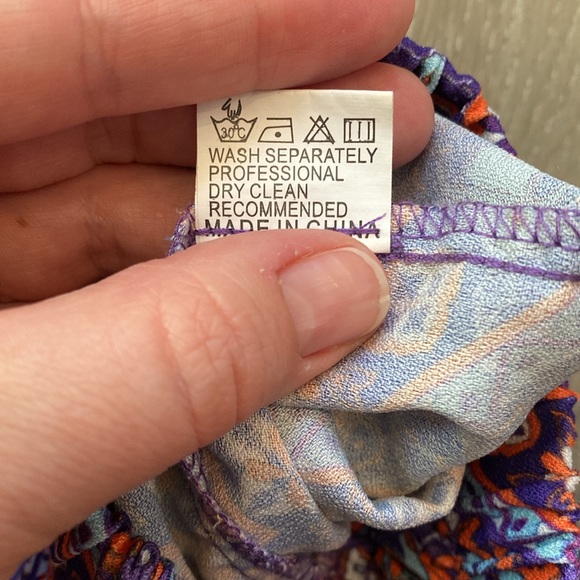 30°C
WASH SEPARATELY
PROFESSIONAL
DRY CLEAN
RECOMMENDED
MADE IN CHINA